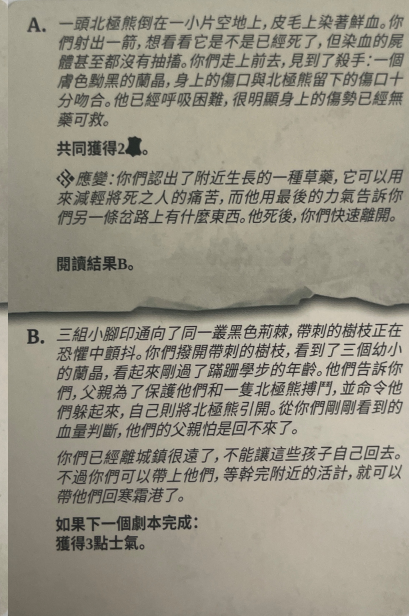 A. 一頭北極熊倒在一小片空地上，皮毛上染著鮮血。你
們射出一箭，想看看它是不是已經死了，但染血的屍
體甚至都沒有抽搐。你們走上前去，見到了殺手：一個
膚色黝黑的蘭晶，身上的傷口與北極熊留下的傷口十
分吻合。他已經呼吸困難，很明顯身上的傷勢已經無
藥可救。
共同獲得2。
應變：你們認出了附近生長的一種草藥，它可以用
來減輕將死之人的痛苦，而他用最後的力氣告訴你
們另一條岔路上有什麼東西。他死後，你們快速離開。
閱讀結果B。
B. 三組小腳印通向了同一叢黑色荊棘，帶刺的樹枝正在
恐懼中顫抖。你們撥開帶刺的樹枝，看到了三個幼小
的蘭晶，看起來剛過了蹣跚學步的年齡。他們告訴你
們，父親為了保護他們和一隻北極熊搏鬥，並命令他
們躲起來，自己則將北極熊引開。從你們剛剛看到的
血量判斷，他們的父親怕是回不來了。
你們已經離城鎮很遠了，不能讓這些孩子自己回去。
不過你們可以帶上他們，等幹完附近的活計，就可以
帶他們回寒霜港了。
如果下一個劇本完成：
獲得3點士氣。